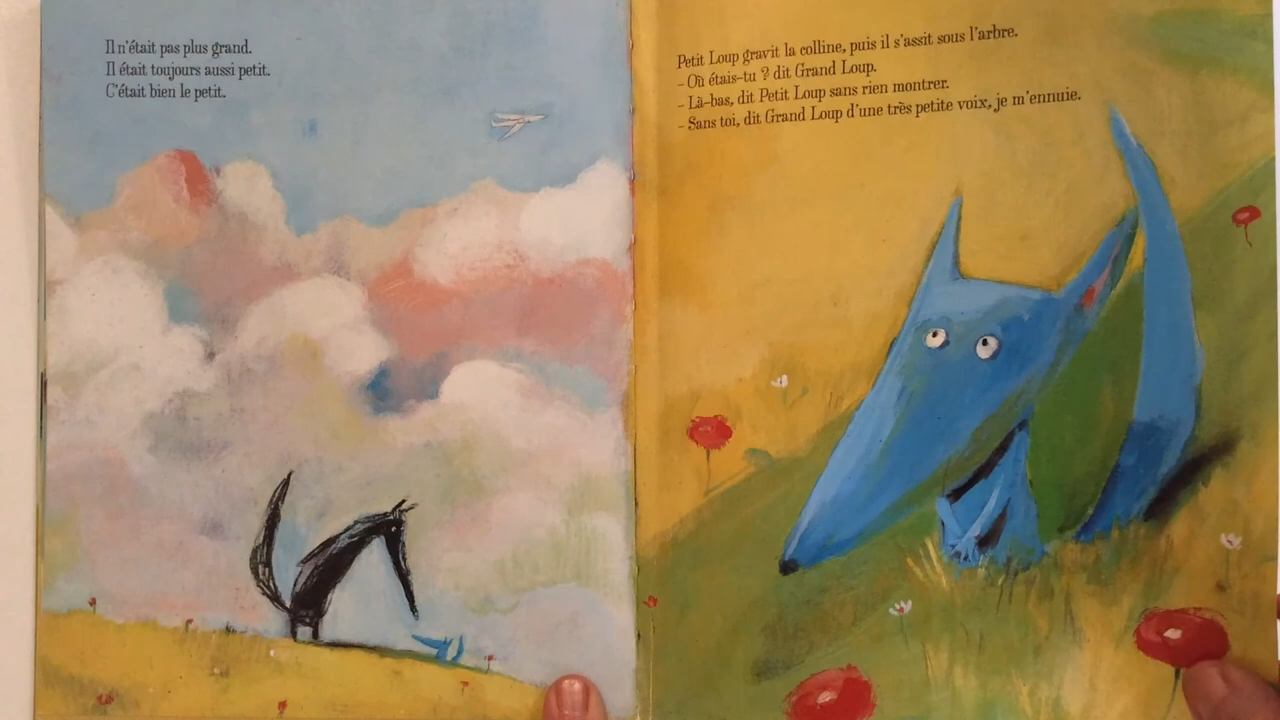 Il n'était pas plus grand.
Il était toujours aussi petit.
C'était bien le petit.
Petit Loup gravit la colline, puis il s'assit sous l'arbre.
– Où étais-tu ? dit Grand Loup.
– Là-bas, dit Petit Loup sans rien montrer.
– Sans toi, dit Grand Loup d'une très petite voix, je m'ennuie.